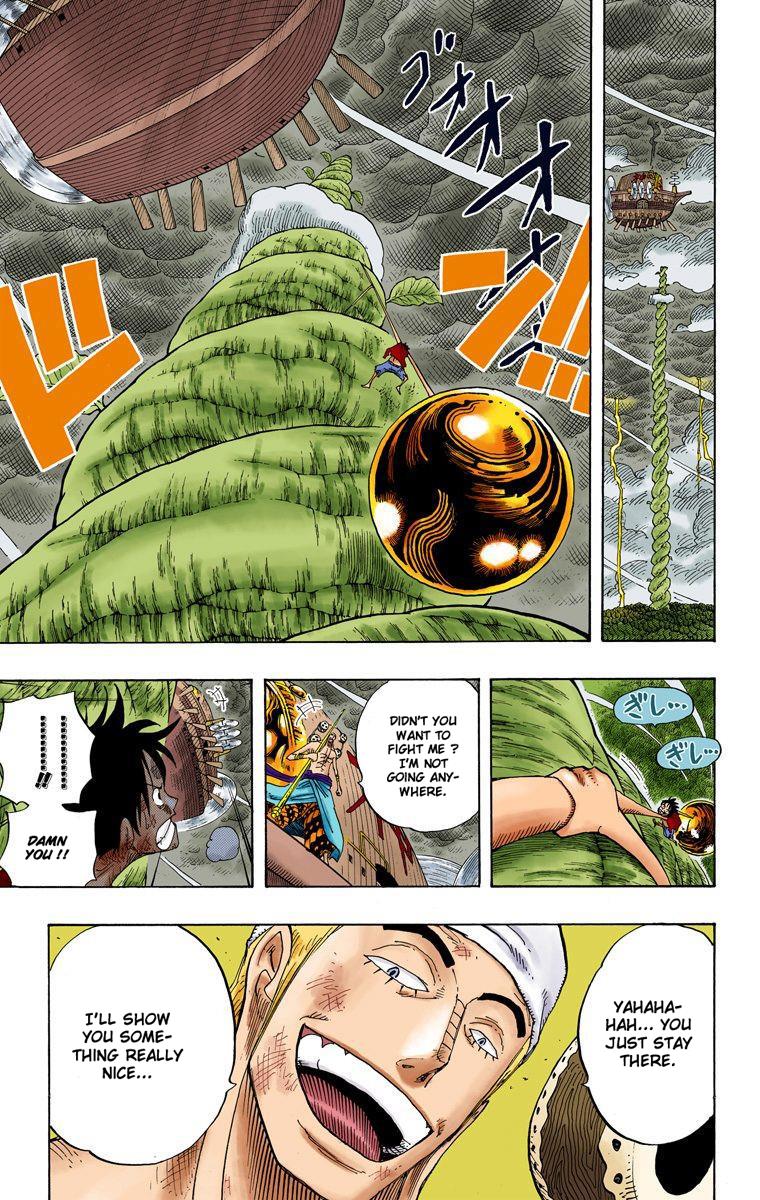 ゴォオオオ
ドン!!
ぎし…
ぎし…
DIDN'T YOU
WANT TO
FIGHT ME ?
I'M NOT
GOING ANY-
WHERE.
………!!
DAMN
YOU !!
YAHAHA-
HAH... YOU
JUST STAY
THERE.
I'LL SHOW
YOU SOME-
THING REALLY
NICE...